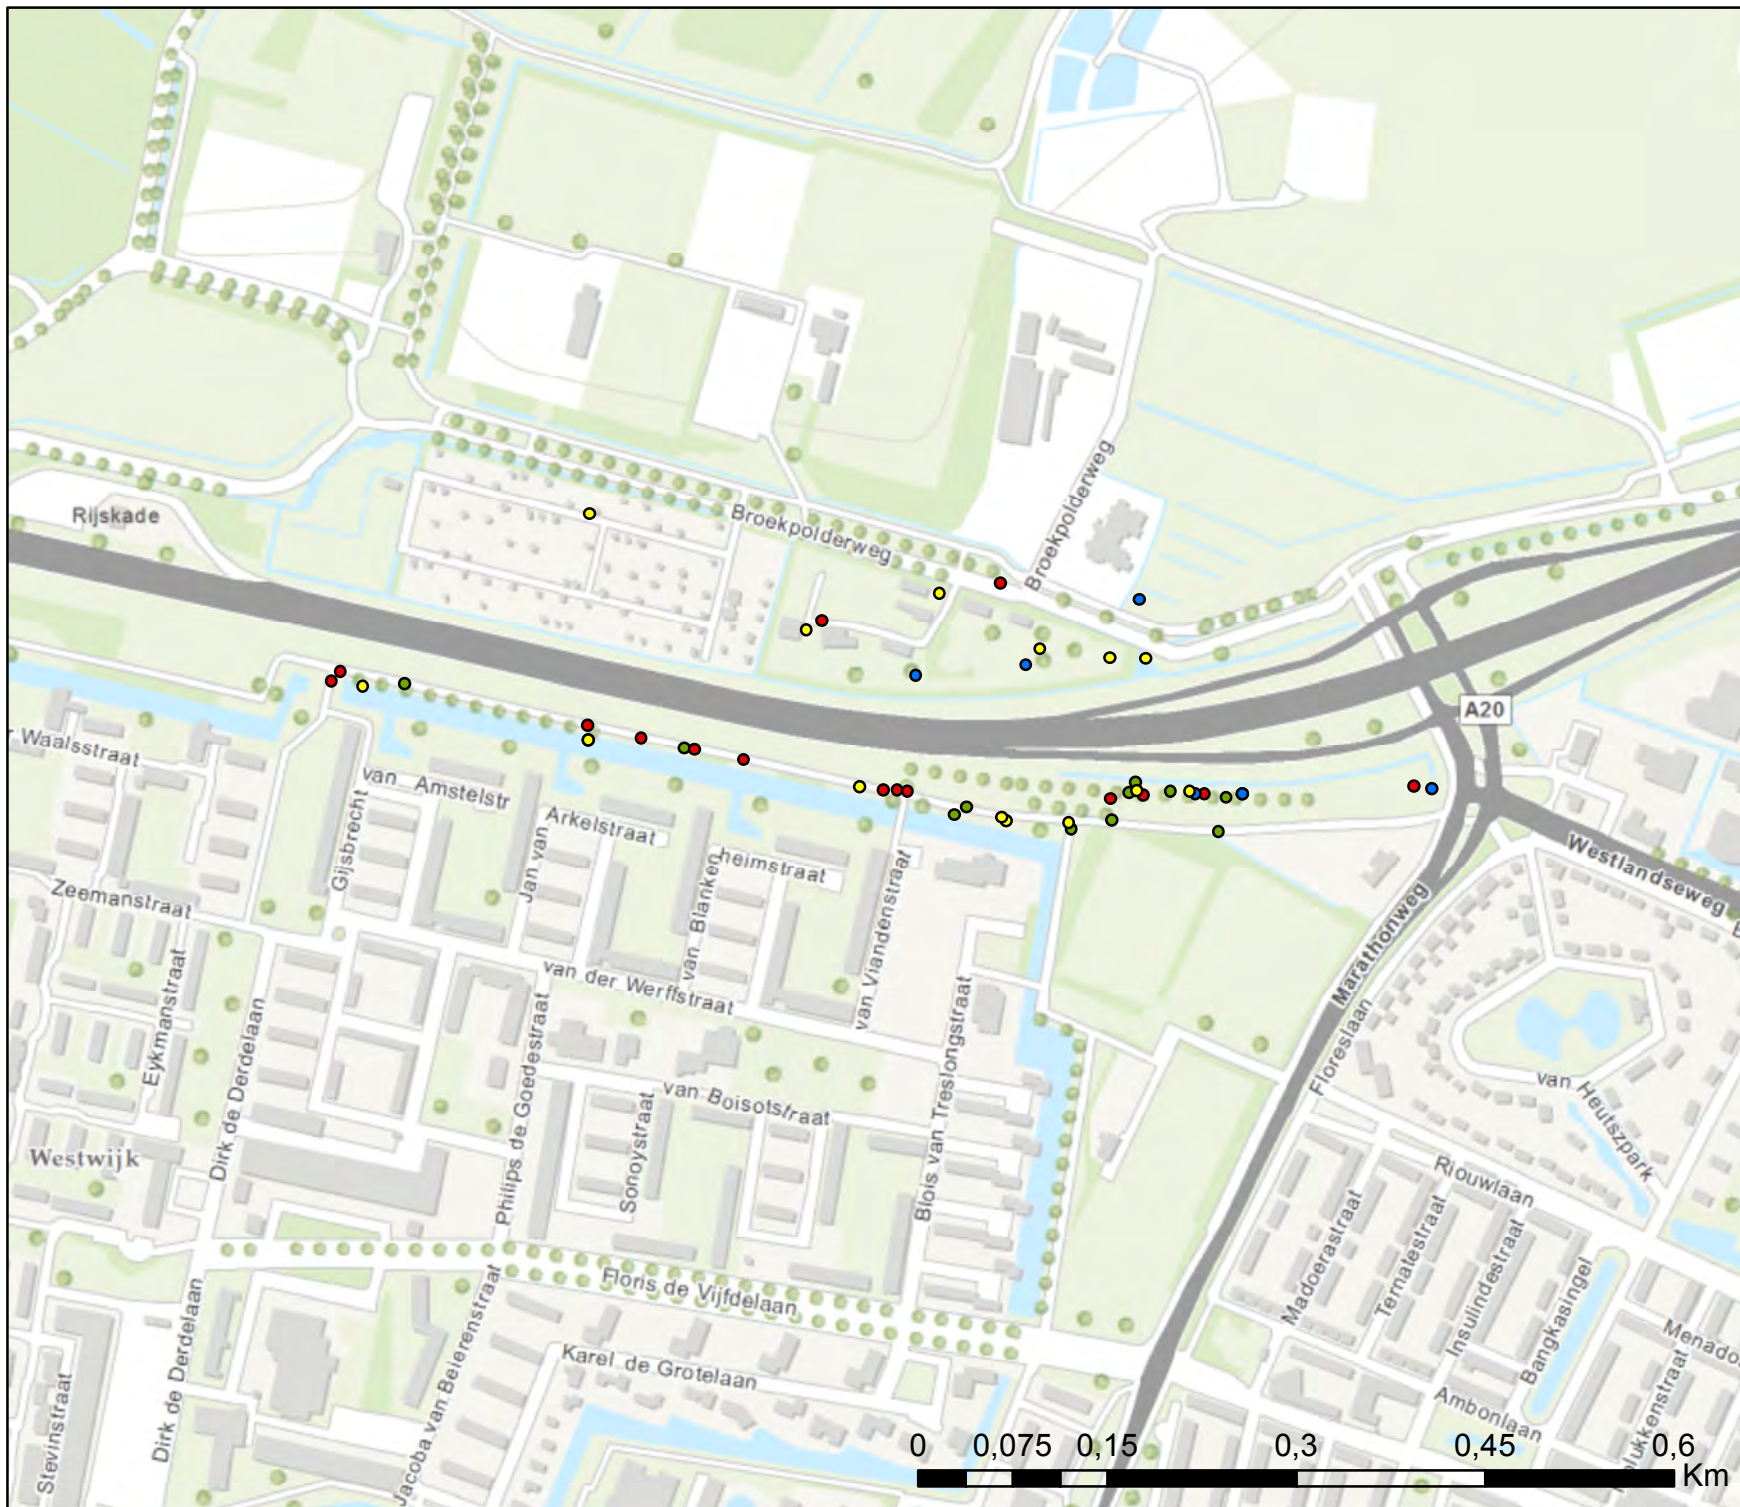 Rijskade
Broekpolderweg
Broekpolderweg
A20
r Waalsstraat
van Amstelstr
Arkelstraat
heimstraat
Gijsbrecht
Jan van
van Blanken
van Viandenstraat
Zeemanstraat
Westlandseweg
Marathonweg
Floreslaan
van der Werffstraat
Eykmanstraat
Dirk de Derdelaan
Philips de Goedestraat
Blois van Treslongstraat
van Heutszpark
van Boisotstraat
Sonoystraat
Westwijk
Riouwlaan
Madoerastraat
Ternatestraat
Insulindestraat
Bangkasingel
Floris de Vijfdelaan
Menado
Dirk de Derdelaan
Jacoba van Beierenstraat
Karel de Grotelaan
Stevinstraat
Ambonlaan
olukkenstraat
0 0,075 0,15 0,3 0,45 0,6
Km